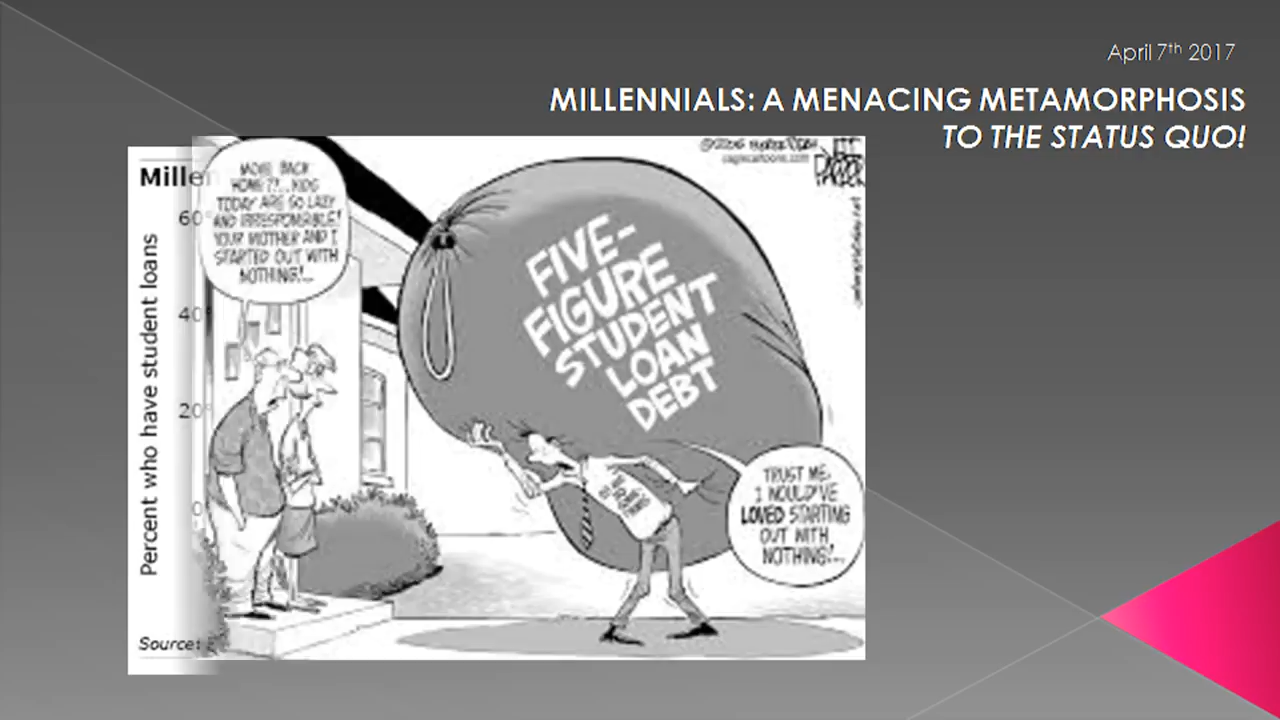 April 7th 2017
MILLENNIALS: A MENACING METAMORPHOSIS
TO THE STATUS QUO!
Millen
60
40
20
0
Percent who have student loans
Source:
MOVE BACK
HOME?!...KIDS
TODAY ARE SO LAZY
AND IRRESPONSIBLE!
YOUR MOTHER AND I
STARTED OUT WITH
NOTHING!...
FIVE-
FIGURE
STUDENT
LOAN
DEBT
TRUST ME,
I WOULD'VE
LOVED STARTING
OUT WITH
NOTHING!...